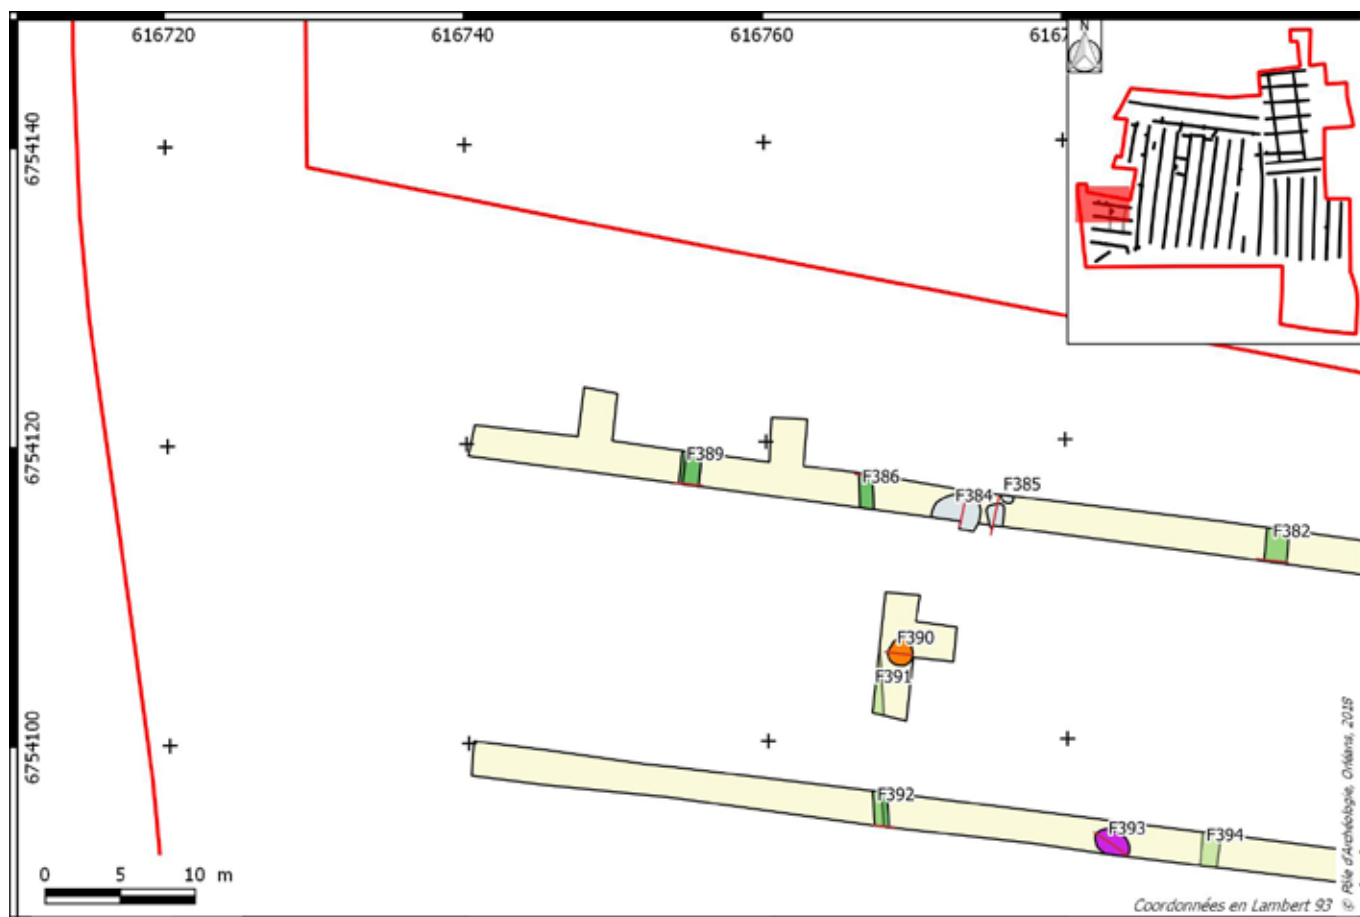 616720
616740
616760
6167
N
6754140
6754120
6754100
F389
F386
F384
F385
F382
F390
F391
F392
F393
F394
0 5 10 m
Coordonnées en Lambert 93
© Pôle d'Archéologie, Orléans, 2018